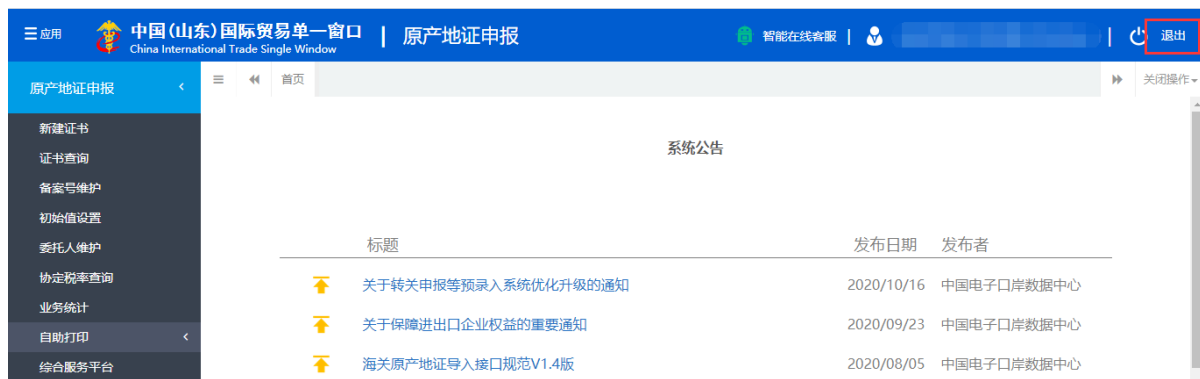 应用
中国(山东)国际贸易单一窗口 | 原产地证申报
China International Trade Single Window
智能在线客服 |
| 退出
原产地证申报
首页
关闭操作
新建证书
证书查询
备案号维护
初始值设置
委托人维护
协定税率查询
业务统计
自助打印
综合服务平台
系统公告
标题 发布日期 发布者
关于转关申报等预录入系统优化升级的通知 2020/10/16 中国电子口岸数据中心
关于保障进出口企业权益的重要通知 2020/09/23 中国电子口岸数据中心
海关原产地证导入接口规范V1.4版 2020/08/05 中国电子口岸数据中心